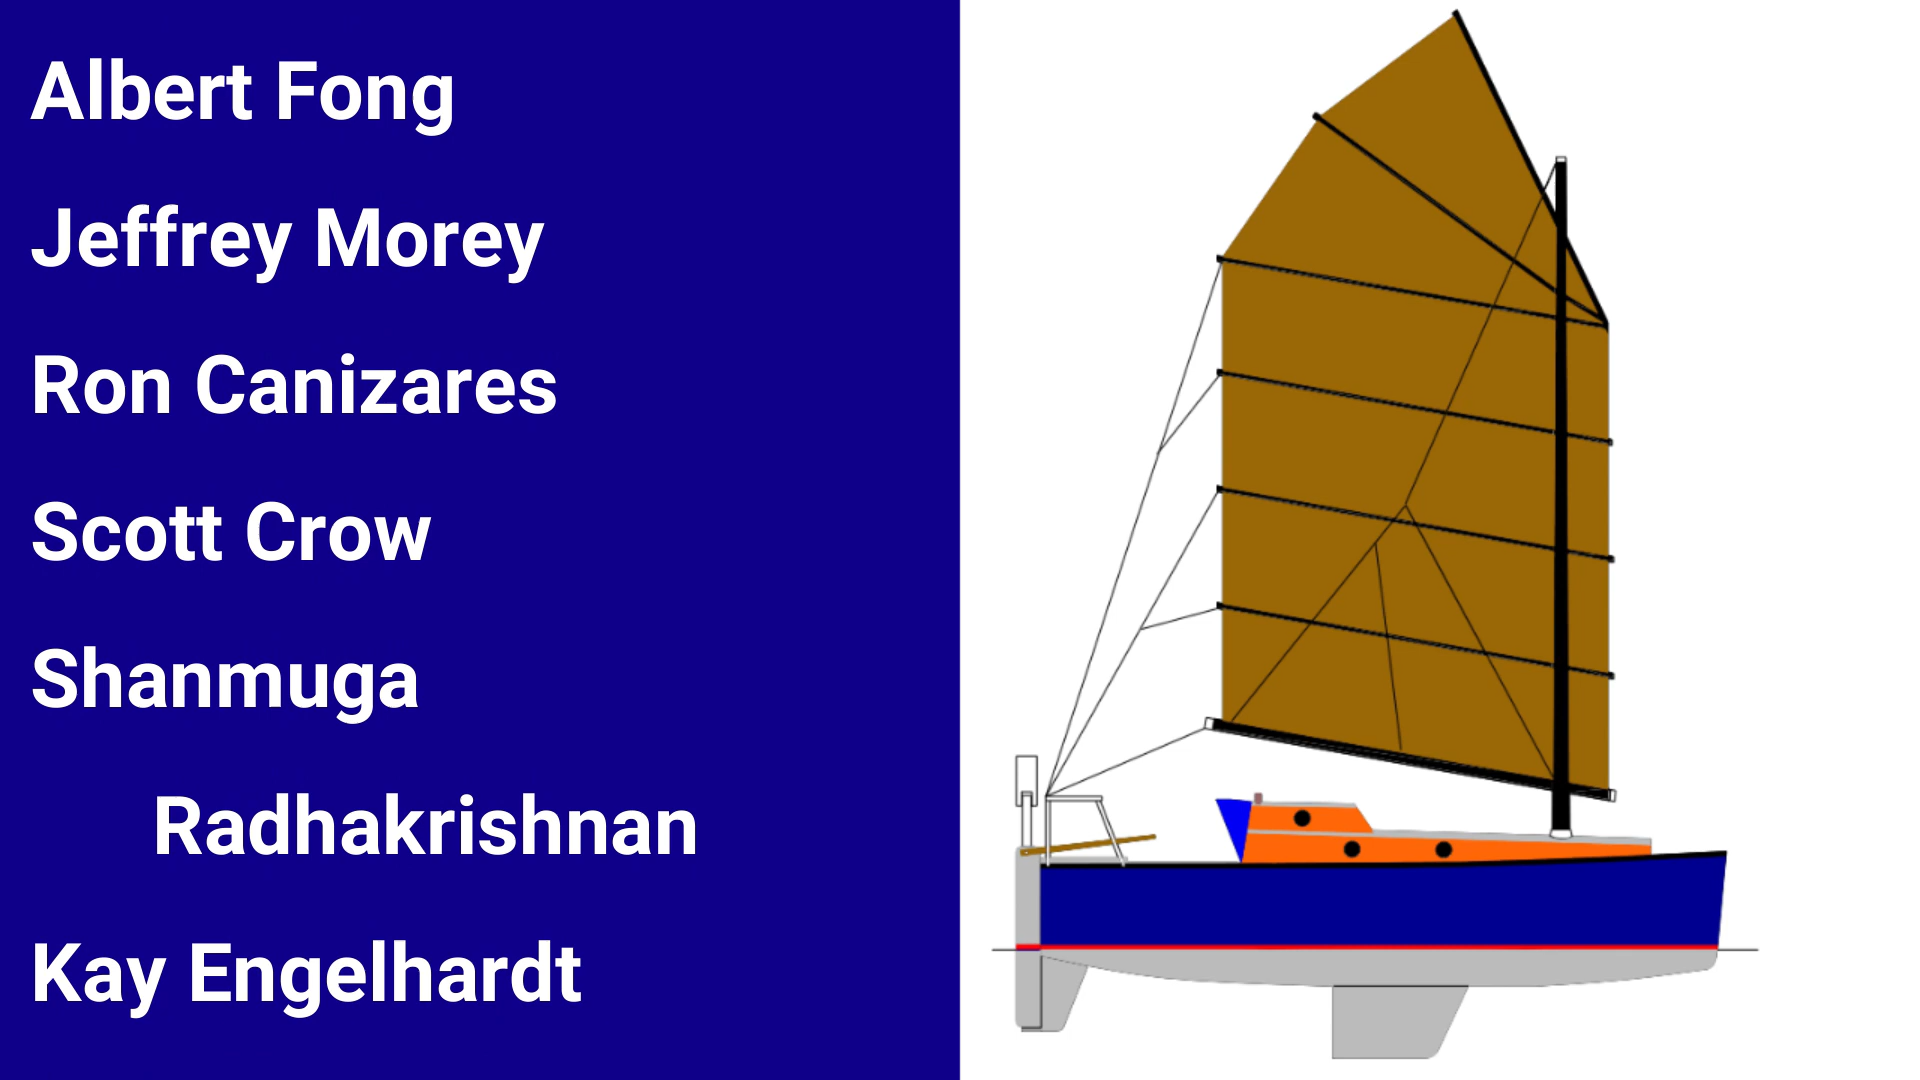 Albert Fong
Jeffrey Morey
Ron Canizares
Scott Crow
Shanmuga
Radhakrishnan
Kay Engelhardt